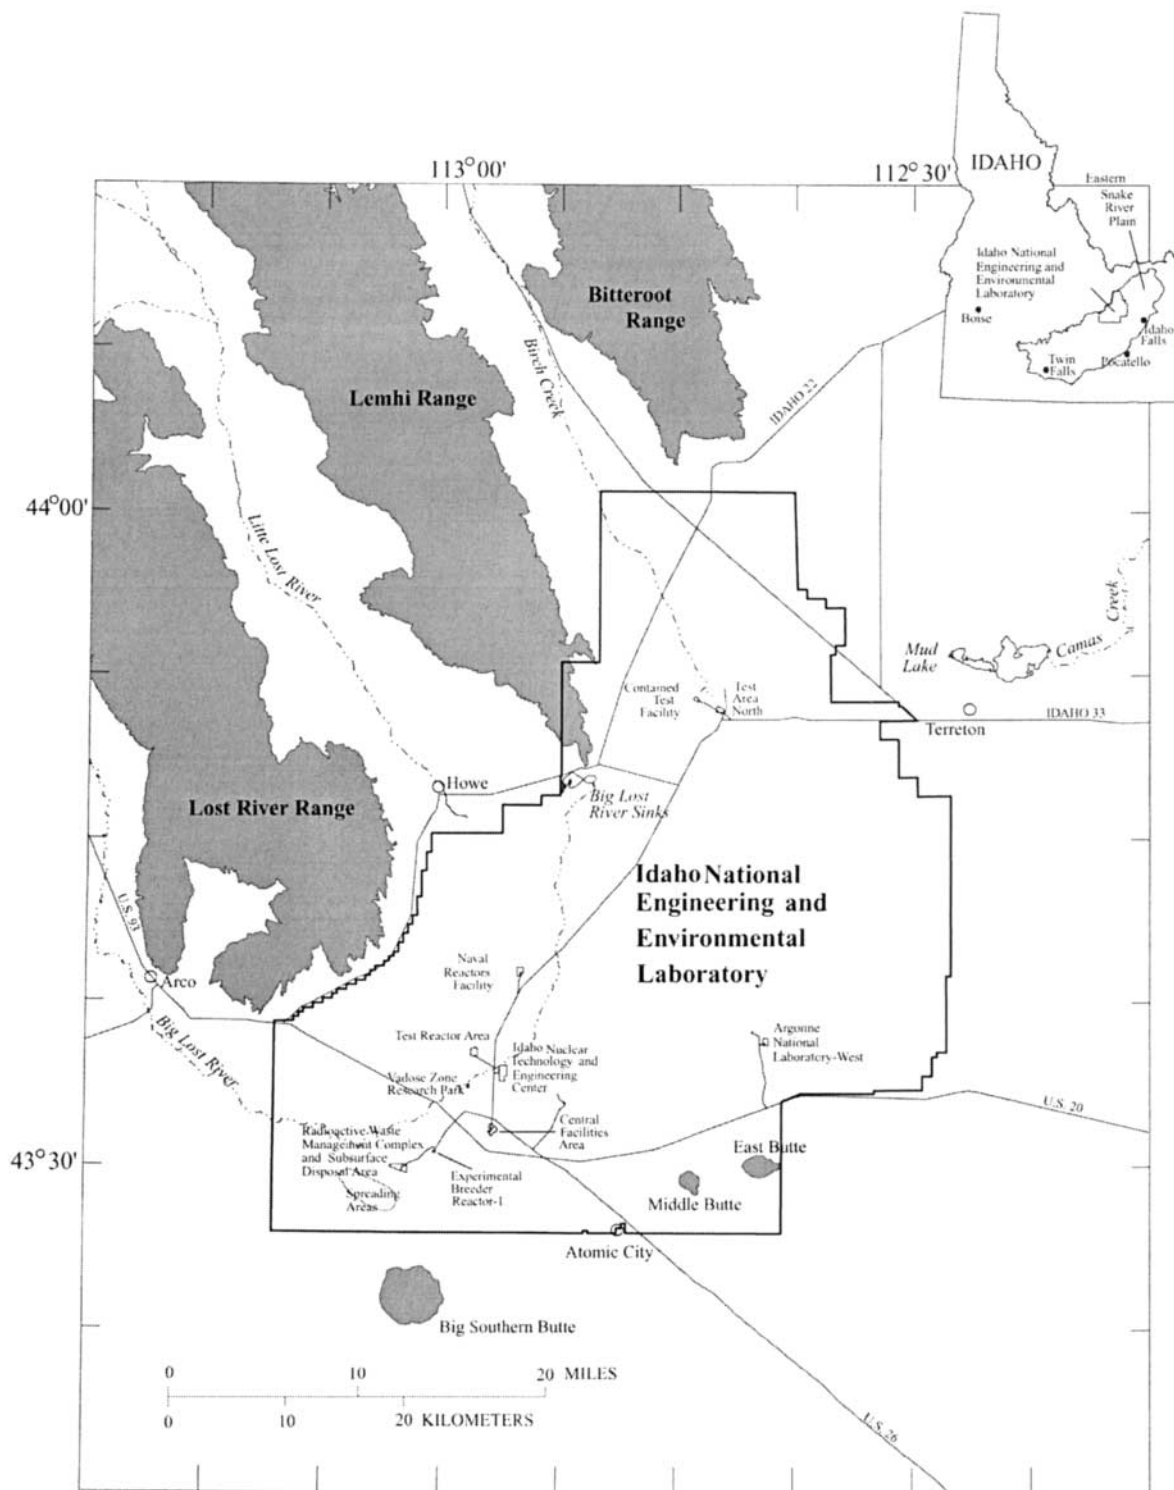 113°00'
112°30'
IDAHO
Eastern
Snake
River
Plain
Idaho National
Engineering and
Environmental
Laboratory
Boise
Idaho
Falls
Pocatello
Twin
Falls
Bitteroot
Range
Birch Creek
Lemhi Range
IDAHO 22
44°00'
Litte Lost River
Creek
Camas
Mud
Lake
Contained
Test
Facility
Test
Area
North
IDAHO 33
Terreton
Howe
Big Lost
River Sinks
Lost River Range
Idaho National
Engineering and
Environmental
Laboratory
U.S. 93
Arco
Naval
Reactors
Facility
Big Lost River
Test Reactor Area
Idaho Nuclear
Technology and
Engineering
Center
Argonne
National
Laboratory-West
Vadose Zone
Research Park
U.S. 20
Central
Facilities
Area
Radioactive Waste
Management Complex
and Subsurface
Disposal Area
43°30'
East Butte
Experimental
Breeder
Reactor-1
Spreading
Areas
Middle Butte
Atomic City
Big Southern Butte
0 10 20 MILES
0 10 20 KILOMETERS
U.S. 26